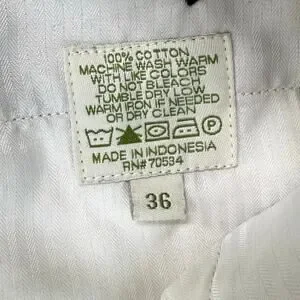 100% COTTON
MACHINE WASH WARM
WITH LIKE COLORS
DO NOT BLEACH
TUMBLE DRY LOW
WARM IRON IF NEEDED
OR DRY CLEAN
P
MADE IN INDONESIA
RN#70534
36